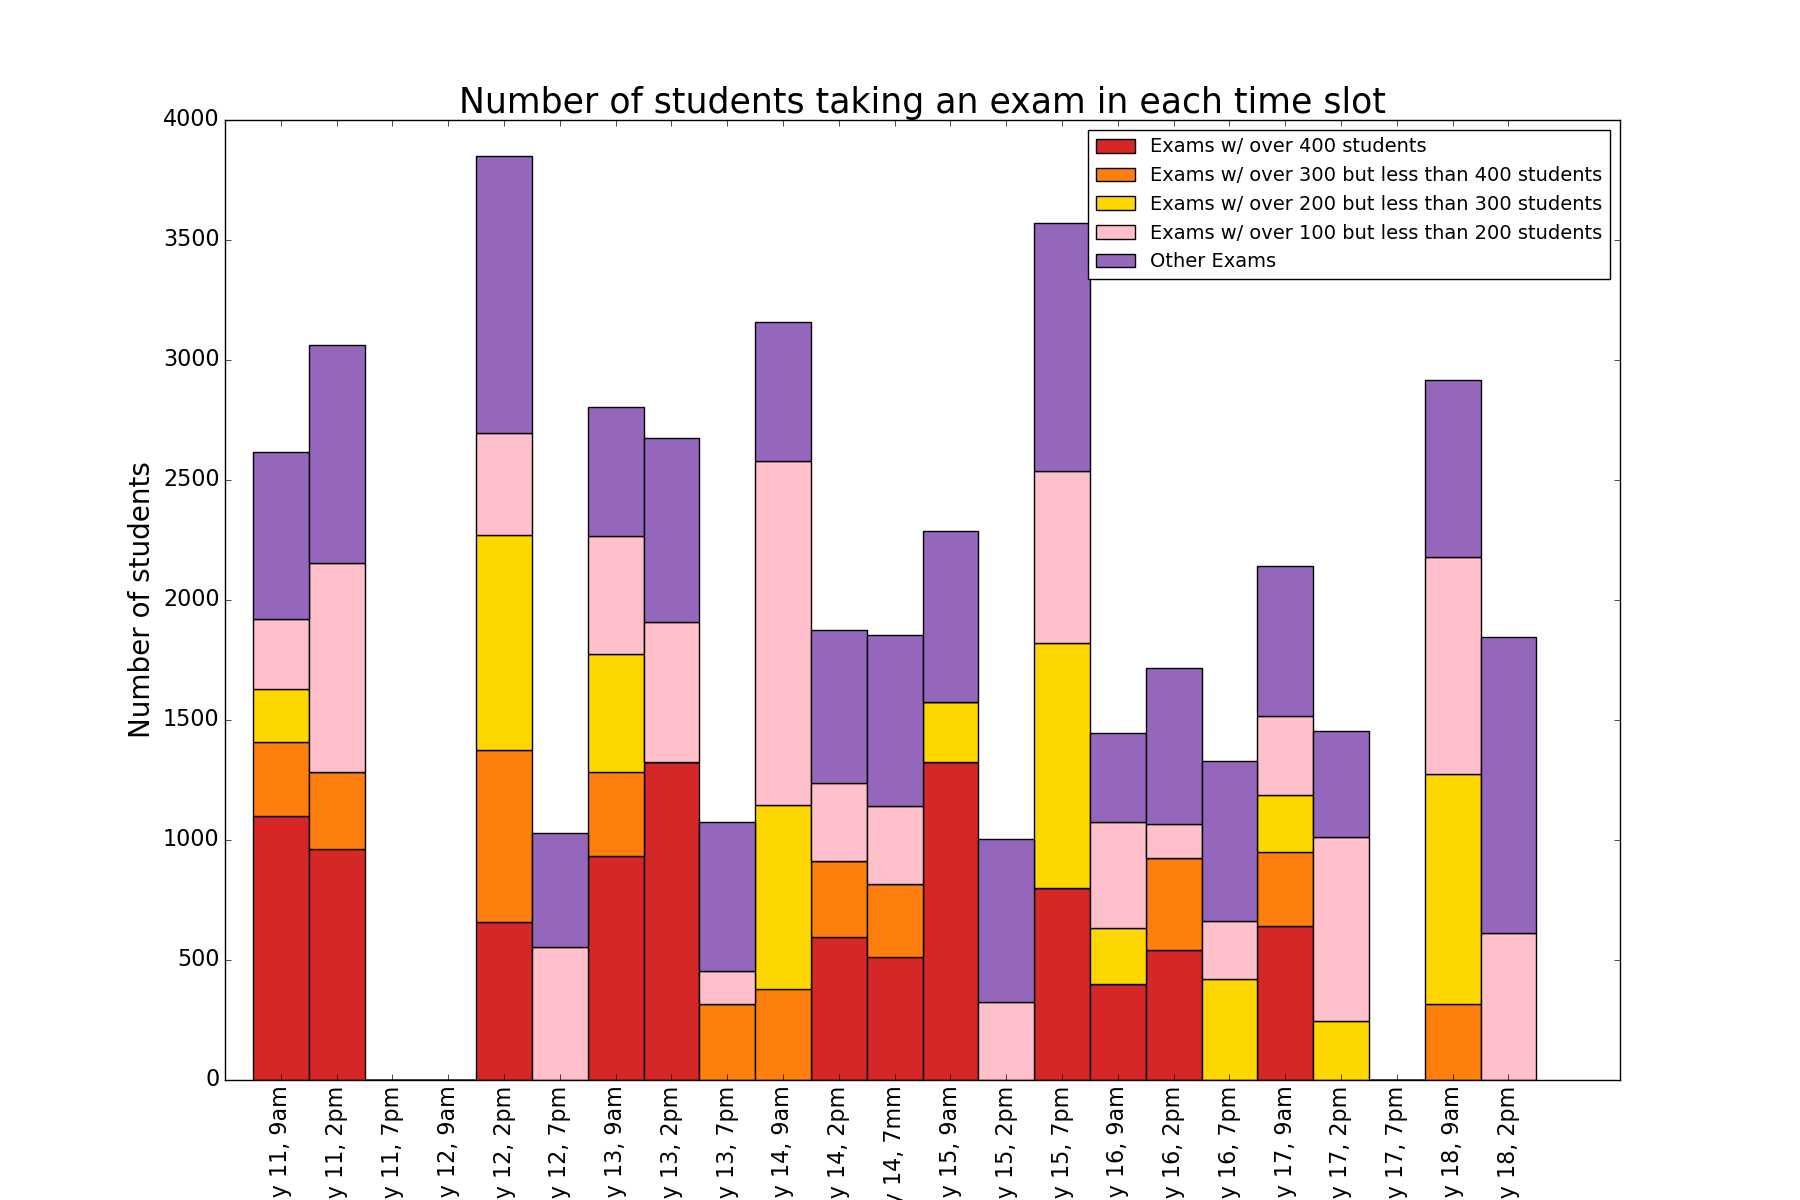 Number of students taking an exam in each time slot
Exams w/ over 400 students
Exams w/ over 300 but less than 400 students
Exams w/ over 200 but less than 300 students
Exams w/ over 100 but less than 200 students
Other Exams
Number of students
4000
3500
3000
2500
2000
1500
1000
500
0
y 11, 9am
y 11, 2pm
y 11, 7pm
y 12, 9am
y 12, 2pm
y 12, 7pm
y 13, 9am
y 13, 2pm
y 13, 7pm
y 14, 9am
y 14, 2pm
y 14, 7mm
y 15, 9am
y 15, 2pm
y 15, 7pm
y 16, 9am
y 16, 2pm
y 16, 7pm
y 17, 9am
y 17, 2pm
y 17, 7pm
y 18, 9am
y 18, 2pm